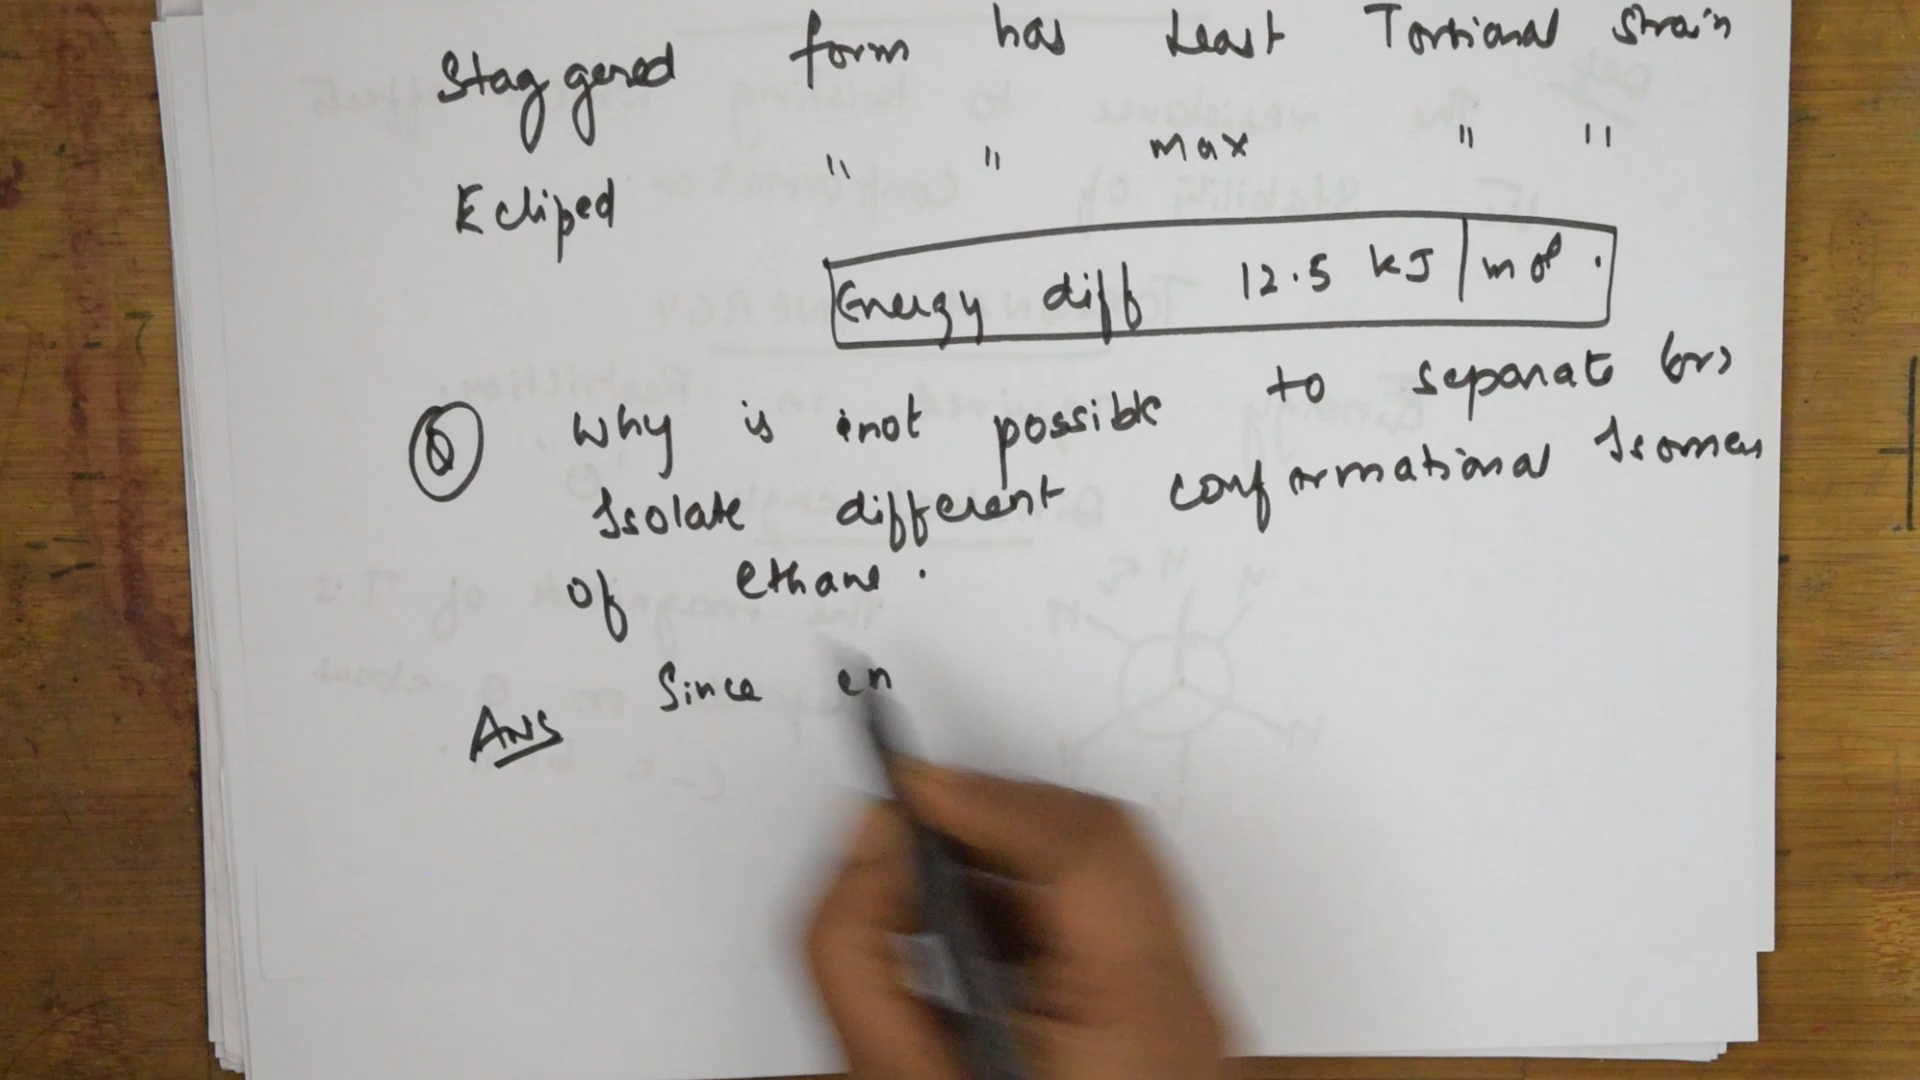 Staggered form has Least Torsional strain
Ecliped " " max " "
Energy diff 12.5 kJ/mol.
Q Why is not possible to separate (or)
Isolate different conformational Isomers
of ethane.
Ans Since en